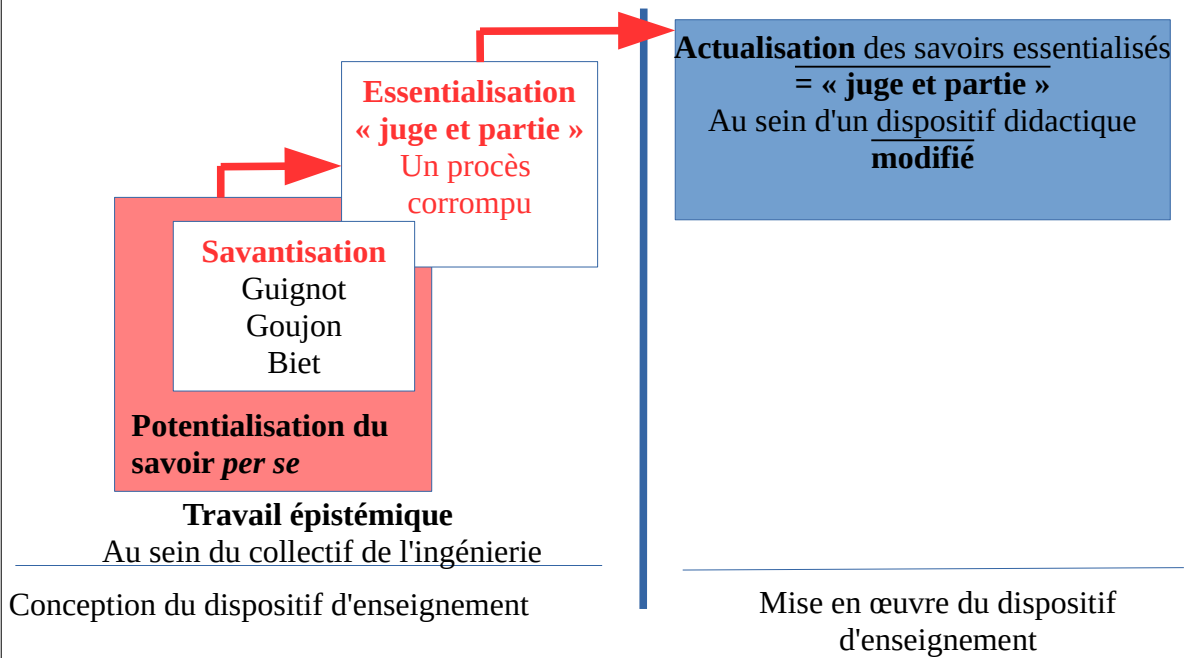 Essentialisation
« juge et partie »
Un procès
corrompu
Savantisation
Guignot
Goujon
Biet
Potentialisation du
savoir per se
Travail épistémique
Au sein du collectif de l'ingénierie
Conception du dispositif d'enseignement
Actualisation des savoirs essentialisés
= « juge et partie »
Au sein d'un dispositif didactique
modifié
Mise en œuvre du dispositif
d'enseignement